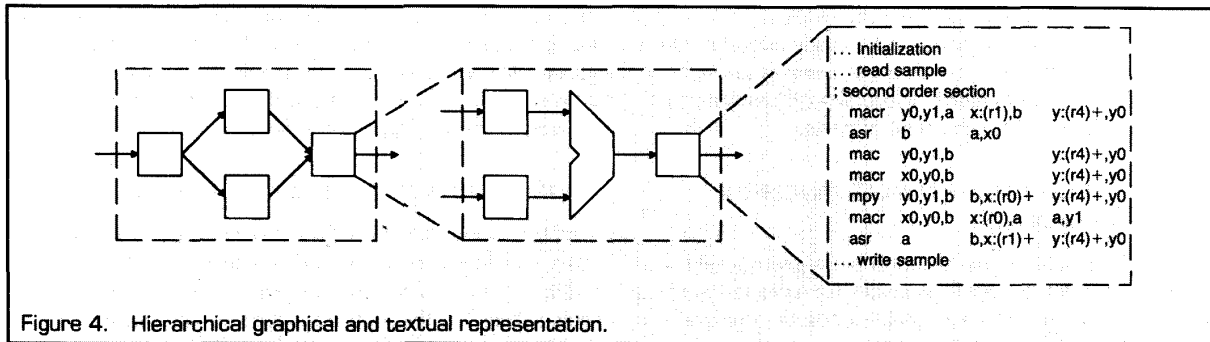 ... Initialization
... read sample
; second order section
macr y0,y1,a x:(r1),b y:(r4)+,y0
asr b a,x0
mac y0,y1,b y:(r4)+,y0
macr x0,y0,b y:(r4)+,y0
mpy y0,y1,b b,x:(r0)+ y:(r4)+,y0
macr x0,y0,b x:(r0),a a,y1
asr a b,x:(r1)+ y:(r4)+,y0
... write sample
Figure 4. Hierarchical graphical and textual representation.